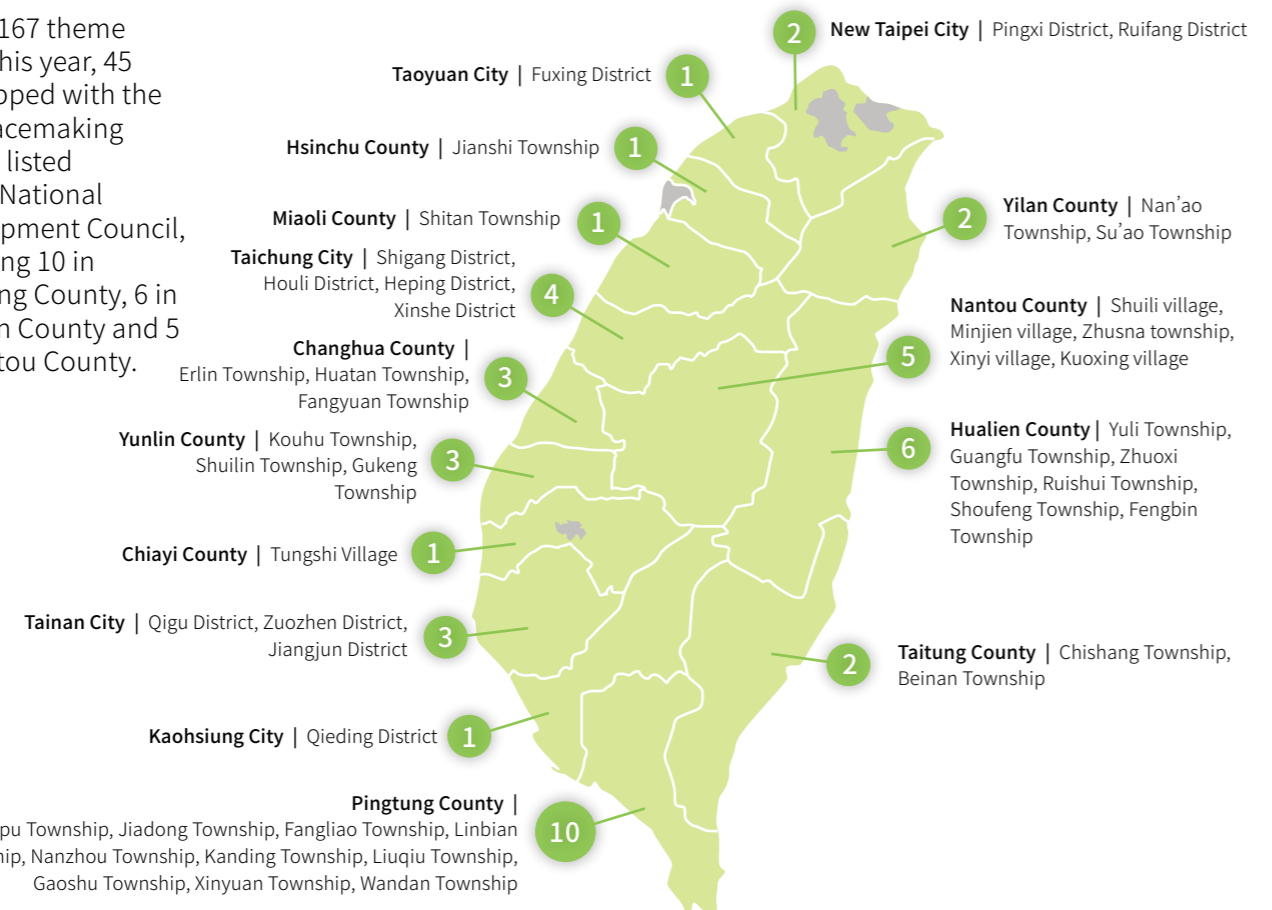 167 theme
his year, 45
pped with the
acemaking
listed
National
pment Council,
ng 10 in
ng County, 6 in
n County and 5
tou County.
2
New Taipei City | Pingxi District, Ruifang District
Taoyuan City | Fuxing District
1
Hsinchu County | Jianshi Township
1
Miaoli County | Shitan Township
1
Taichung City | Shigang District,
Houli District, Heping District,
Xinshe District
4
Changhua County |
Erlin Township, Huatan Township,
Fangyuan Township
3
Yunlin County | Kouhu Township,
Shuilin Township, Gukeng
Township
3
Chiayi County | Tungshi Village
1
Tainan City | Qigu District, Zuozhen District,
Jiangjun District
3
Kaohsiung City | Qieding District
1
Pingtung County |
pu Township, Jiadong Township, Fangliao Township, Linbian
hip, Nanzhou Township, Kanding Township, Liuqiu Township,
Gaoshu Township, Xinyuan Township, Wandan Township
10
2
Yilan County | Nan’ao
Township, Su’ao Township
5
Nantou County | Shuili village,
Minjien village, Zhusna township,
Xinyi village, Kuoxing village
6
Hualien County | Yuli Township,
Guangfu Township, Zhuoxi
Township, Ruishui Township,
Shoufeng Township, Fengbin
Township
2
Taitung County | Chishang Township,
Beinan Township